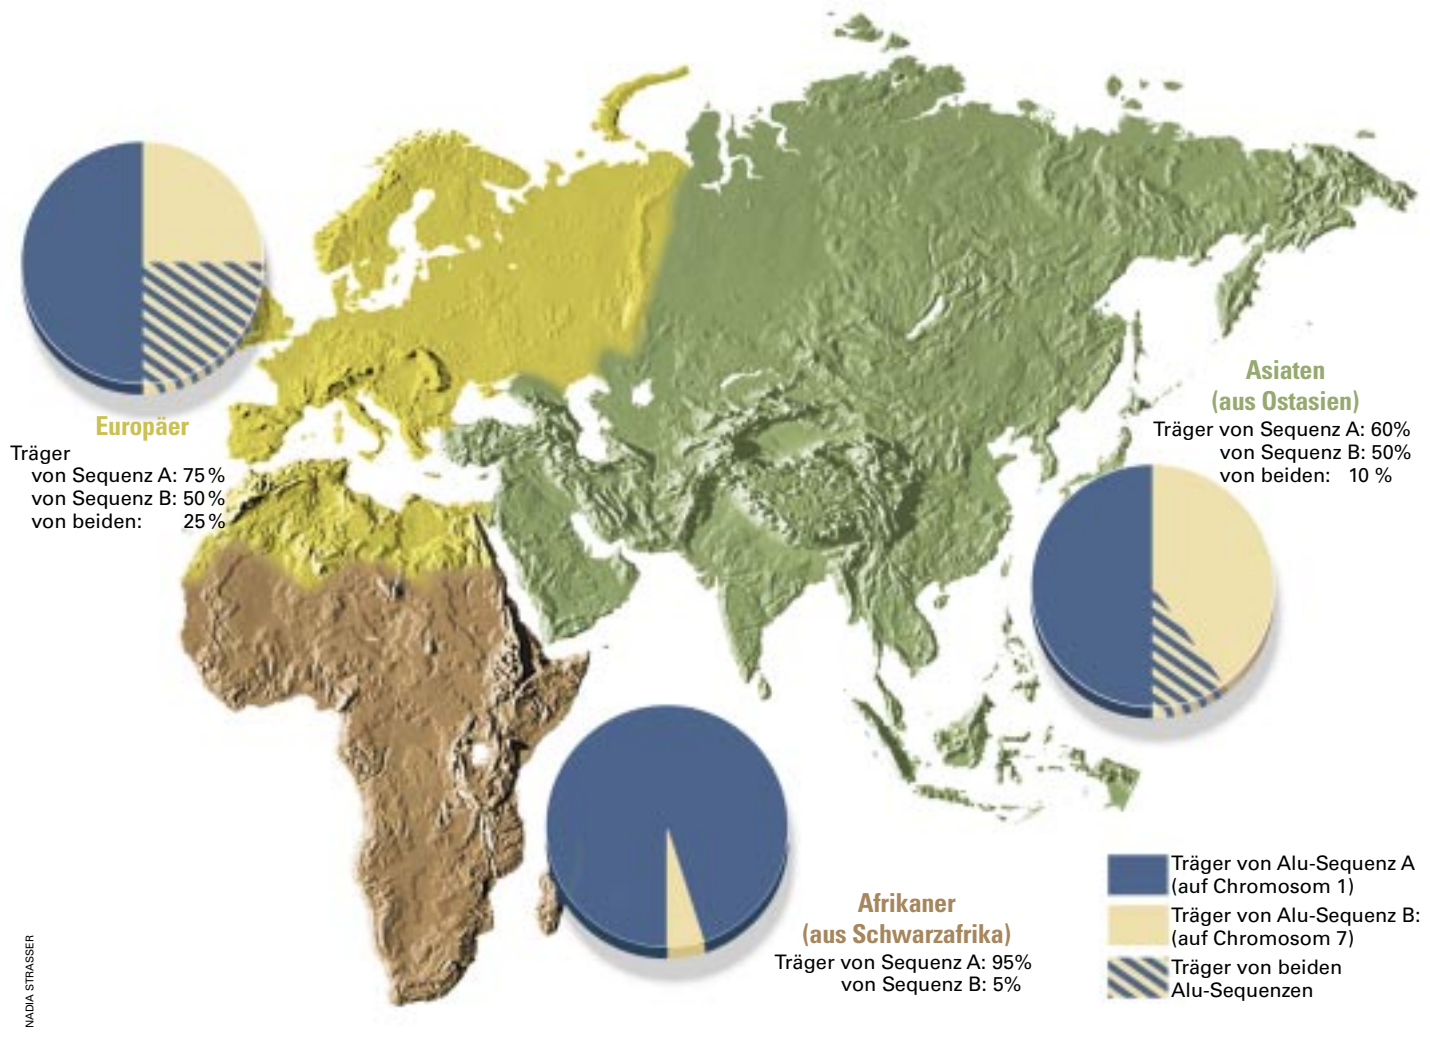 Europäer
Träger
von Sequenz A: 75 %
von Sequenz B: 50 %
von beiden: 25 %
Asiaten
(aus Ostasien)
Träger von Sequenz A: 60%
von Sequenz B: 50%
von beiden: 10 %
Afrikaner
(aus Schwarzafrika)
Träger von Sequenz A: 95%
von Sequenz B: 5%
Träger von Alu-Sequenz A
(auf Chromosom 1)
Träger von Alu-Sequenz B:
(auf Chromosom 7)
Träger von beiden
Alu-Sequenzen
NADIA STRASSER